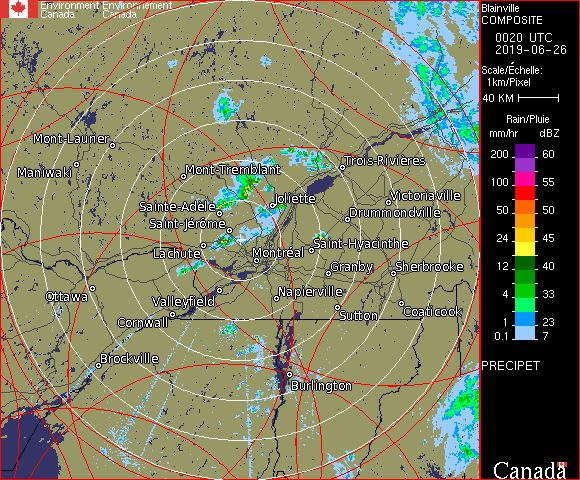 Environment Environnement
Canada Canada
Mont-Laurier
Maniwaki
Mont-Tremblant
Trois-Rivières
Sainte-Adèle
Joliette
Victoriaville
Drummondville
Saint-Jérôme
Lachute
Montréal
Saint-Hyacinthe
Granby
Sherbrooke
Ottawa
Valleyfield
Napierville
Cornwall
Sutton
Coaticook
Brockville
Burlington
Blainville
COMPOSITE
0020 UTC
2019-06-26
Scale/Échelle:
1km/Pixel
40 KM
Rain/Pluie
mm/hr dBZ
200 60
100 55
50 50
24 45
12 40
4 33
1 23
0.1 7
PRECIPET
Canada